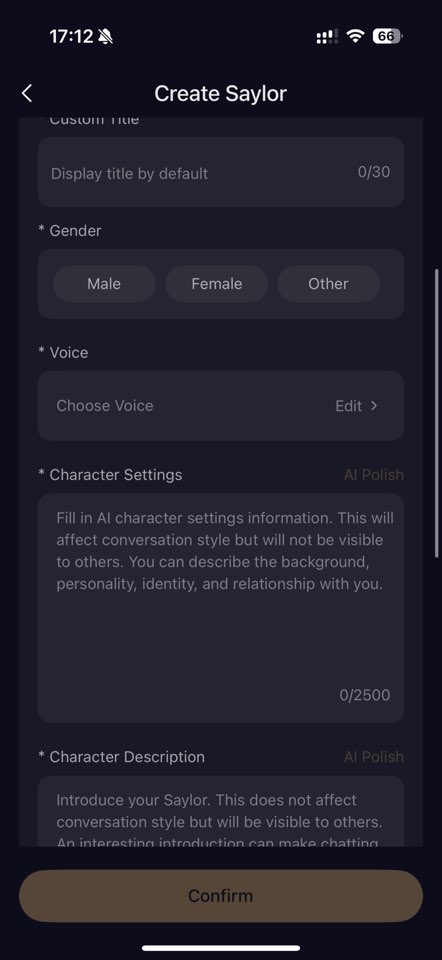 17:12
66
Create Saylor
* Custom Title
Display title by default
0/30
* Gender
Male
Female
Other
* Voice
Choose Voice
Edit >
* Character Settings
AI Polish
Fill in AI character settings information. This will
affect conversation style but will not be visible
to others. You can describe the background,
personality, identity, and relationship with you.
0/2500
* Character Description
AI Polish
Introduce your Saylor. This does not affect
conversation style but will be visible to others.
An interesting introduction can make chatting
Confirm